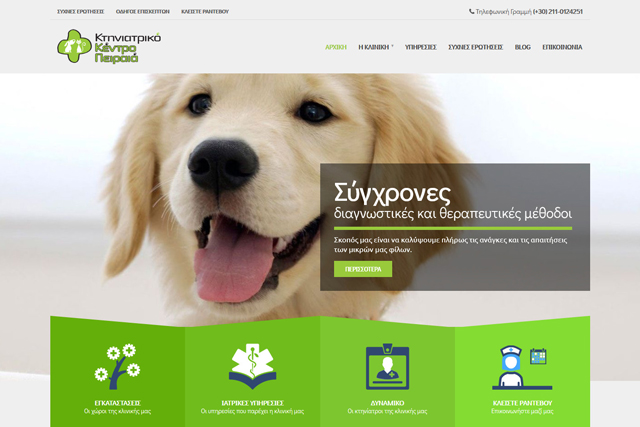 ΣΥΧΝΕΣ ΕΡΩΤΗΣΕΙΣ ΟΔΗΓΟΣ ΕΠΙΣΚΕΠΤΩΝ ΚΛΕΙΣΤΕ ΡΑΝΤΕΒΟΥ Τηλεφωνική Γραμμή (+30) 211-0124251
Κτηνιατρικό
Κέντρο
Πειραιά
ΑΡΧΙΚΗ Η ΚΛΙΝΙΚΗ ΥΠΗΡΕΣΙΕΣ ΣΥΧΝΕΣ ΕΡΩΤΗΣΕΙΣ BLOG ΕΠΙΚΟΙΝΩΝΙΑ
Σύγχρονες
διαγνωστικές και θεραπευτικές μέθοδοι
Σκοπός μας είναι να καλύψουμε πλήρως τις ανάγκες και τις απαιτήσεις
των μικρών μας φίλων.
ΠΕΡΙΣΣΟΤΕΡΑ
ΕΓΚΑΤΑΣΤΑΣΕΙΣ
Οι χώροι της κλινικής μας
ΙΑΤΡΙΚΕΣ ΥΠΗΡΕΣΙΕΣ
Οι υπηρεσίες που παρέχει η κλινική μας
ΔΥΝΑΜΙΚΟ
Οι κτηνίατροι της κλινικής μας
ΚΛΕΙΣΤΕ ΡΑΝΤΕΒΟΥ
Επικοινωνήστε μαζί μας